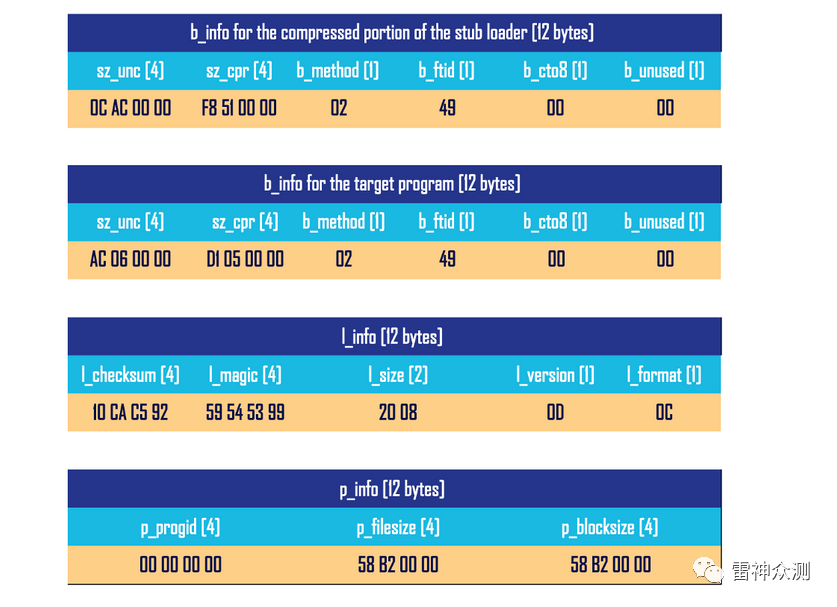 b_info for the compressed portion of the stub loader [12 bytes]
sz_unc [4] sz_cpr [4] b_method [1] b_ftid [1] b_cto8 [1] b_unused [1]
0C AC 00 00 F8 51 00 00 02 49 00 00
b_info for the target program [12 bytes]
sz_unc [4] sz_cpr [4] b_method [1] b_ftid [1] b_cto8 [1] b_unused [1]
AC 06 00 00 D1 05 00 00 02 49 00 00
l_info [12 bytes]
l_checksum [4] l_magic [4] l_size [2] l_version [1] l_format [1]
10 CA C5 92 59 54 53 99 20 08 0D 0C
p_info [12 bytes]
p_progid [4] p_filesize [4] p_blocksize [4]
00 00 00 00 58 B2 00 00 58 B2 00 00
雷神众测